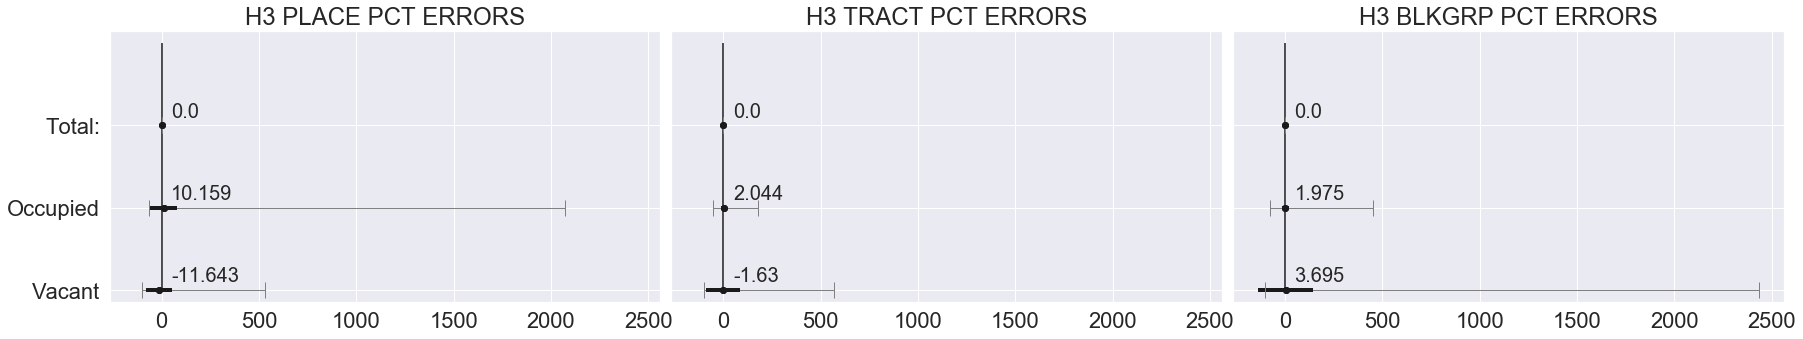 H3 PLACE PCT ERRORS
H3 TRACT PCT ERRORS
H3 BLKGRP PCT ERRORS
Total:
0.0
0.0
0.0
Occupied
10.159
2.044
1.975
Vacant
-11.643
-1.63
3.695
0 500 1000 1500 2000 2500
0 500 1000 1500 2000 2500
0 500 1000 1500 2000 2500